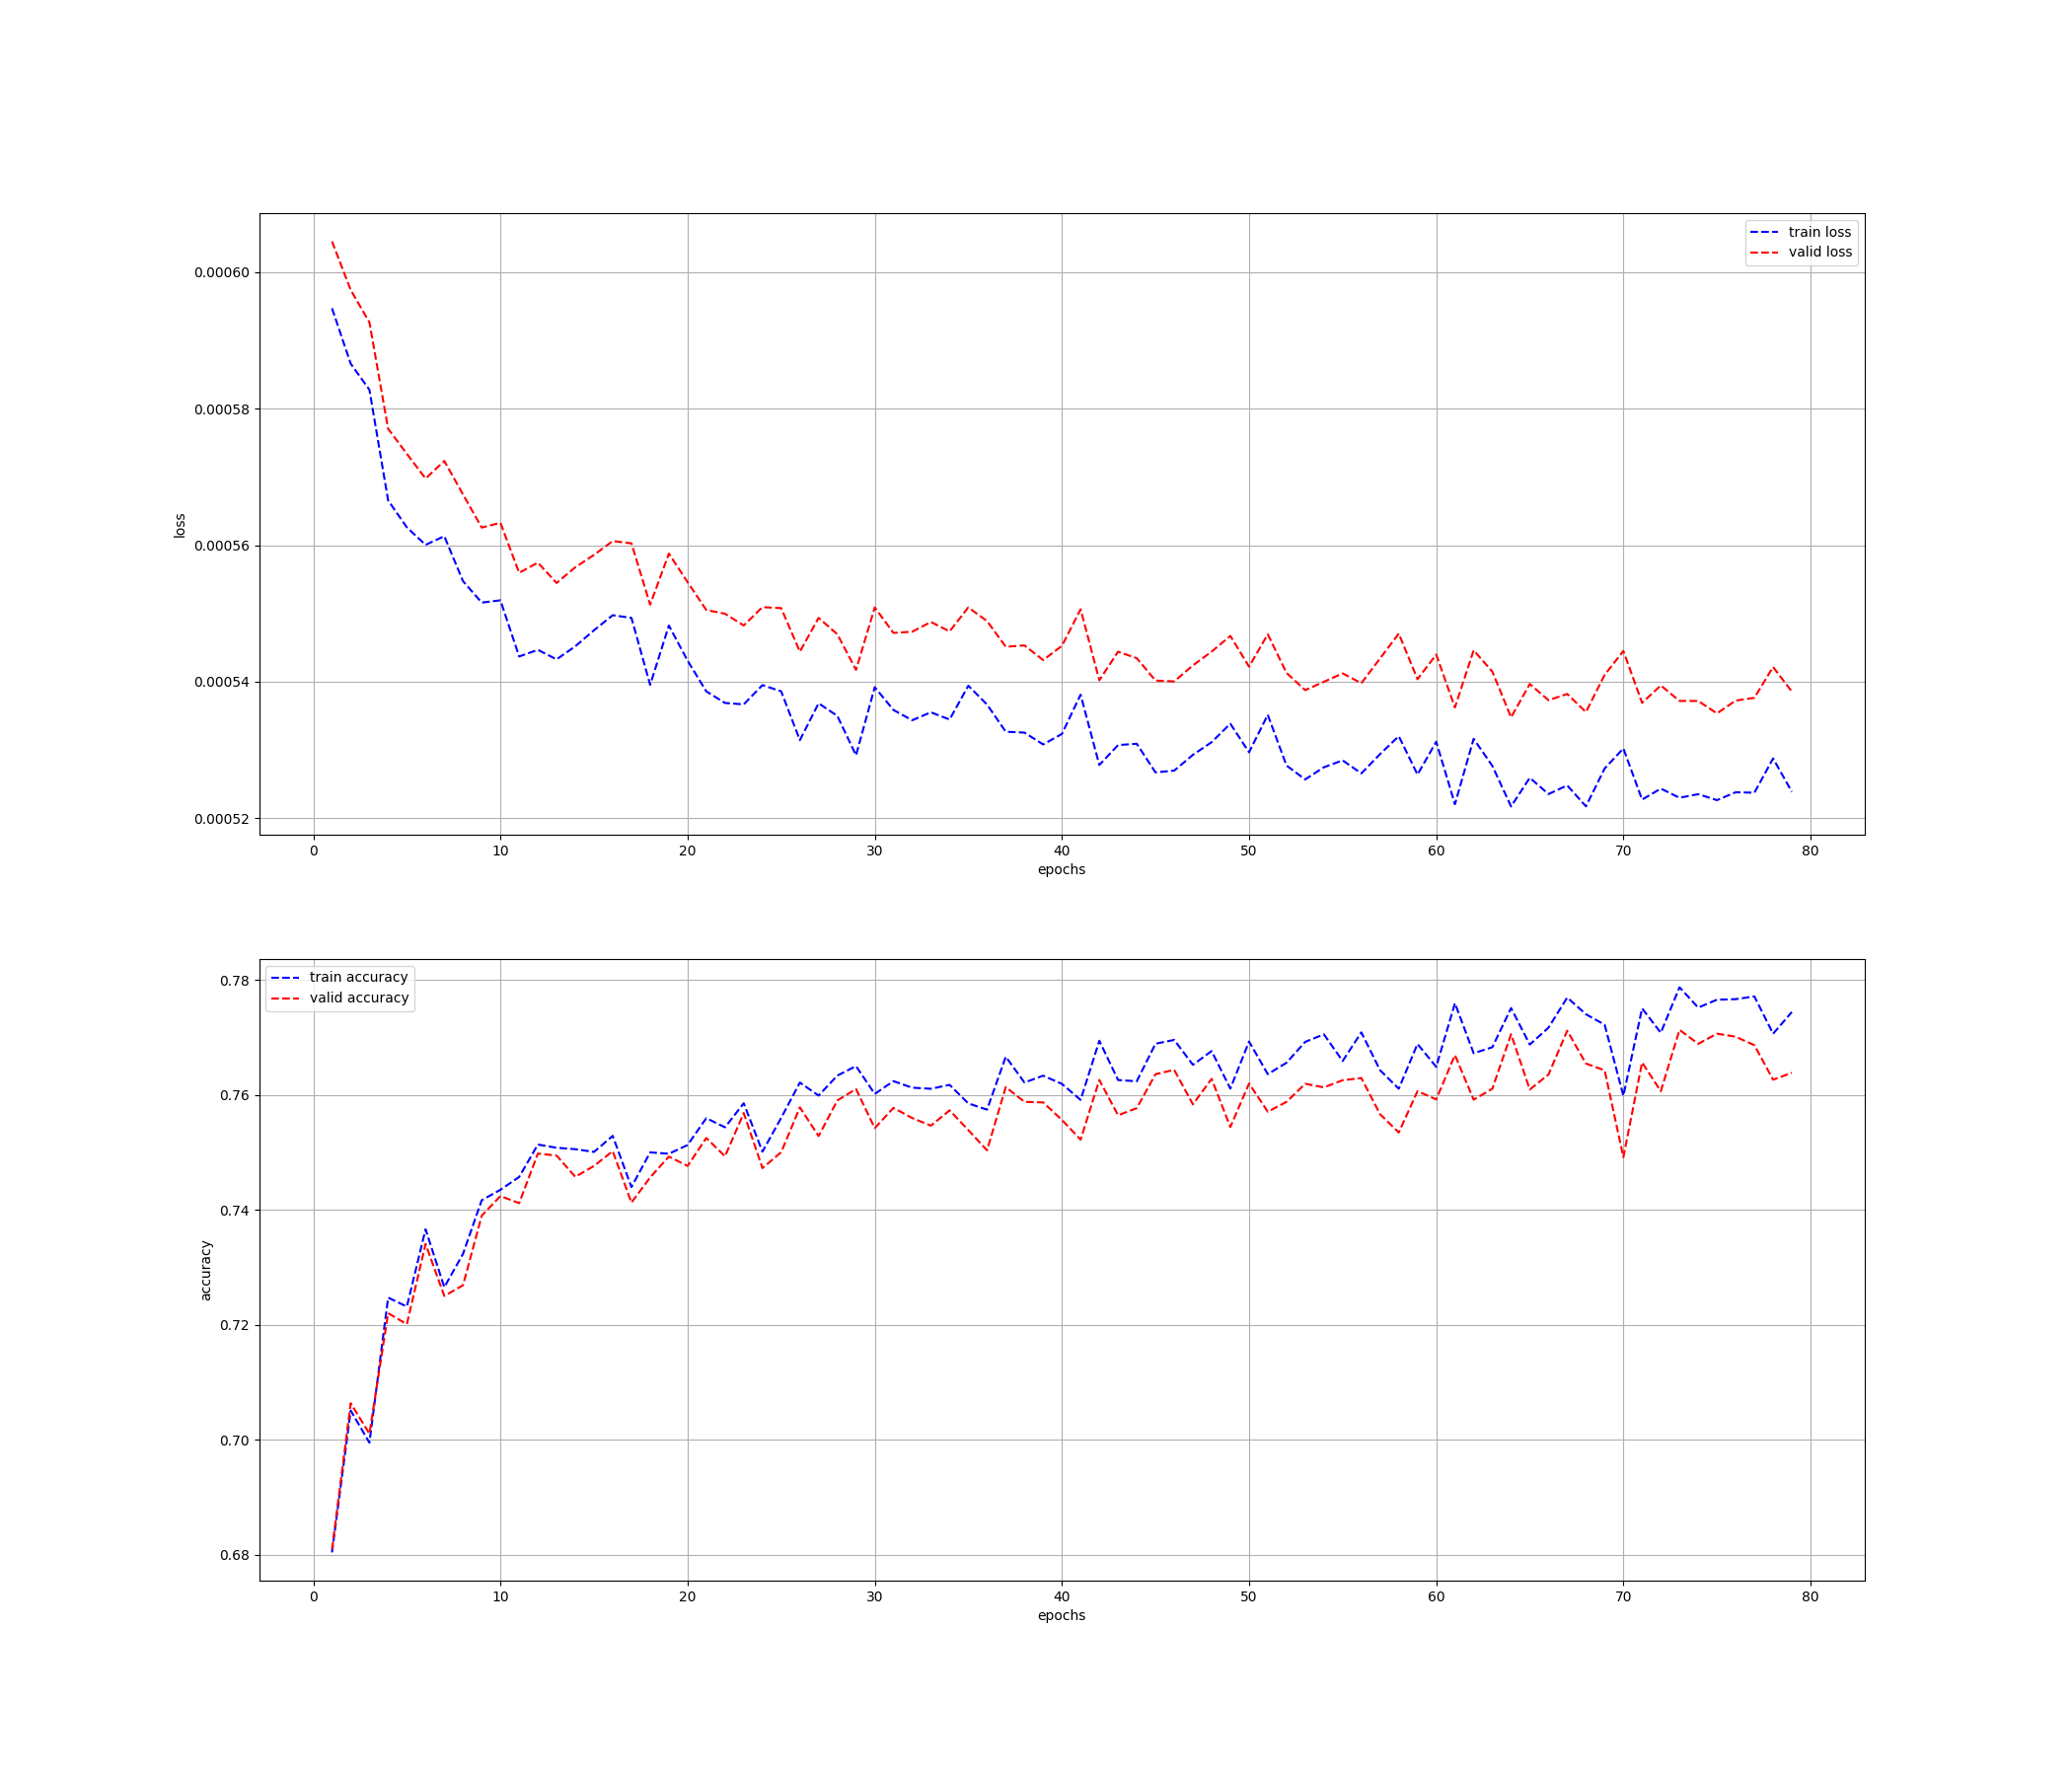 train loss
valid loss
0.00060
0.00058
0.00056
0.00054
0.00052
loss
0 10 20 30 40 50 60 70 80
epochs
train accuracy
valid accuracy
0.78
0.76
0.74
0.72
0.70
0.68
accuracy
0 10 20 30 40 50 60 70 80
epochs